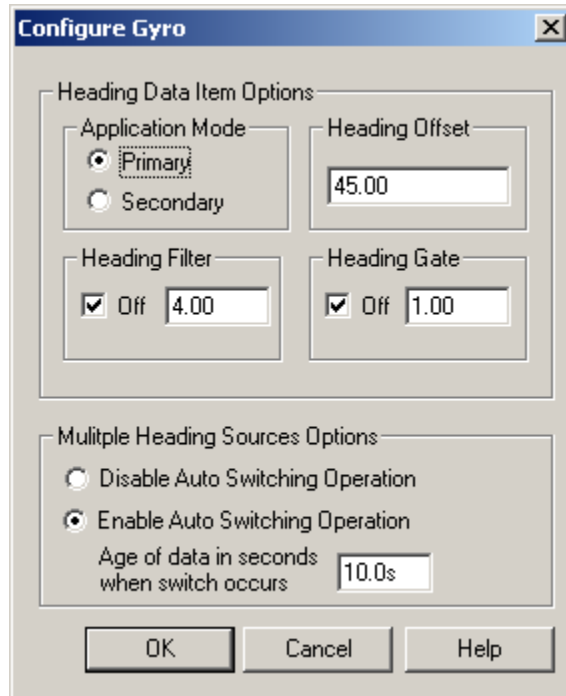 Configure Gyro
Heading Data Item Options
Application Mode
Primary
Secondary
Heading Offset
45.00
Heading Filter
Off 4.00
Heading Gate
Off 1.00
Mulitple Heading Sources Options
Disable Auto Switching Operation
Enable Auto Switching Operation
Age of data in seconds
when switch occurs
10.0s
OK Cancel Help